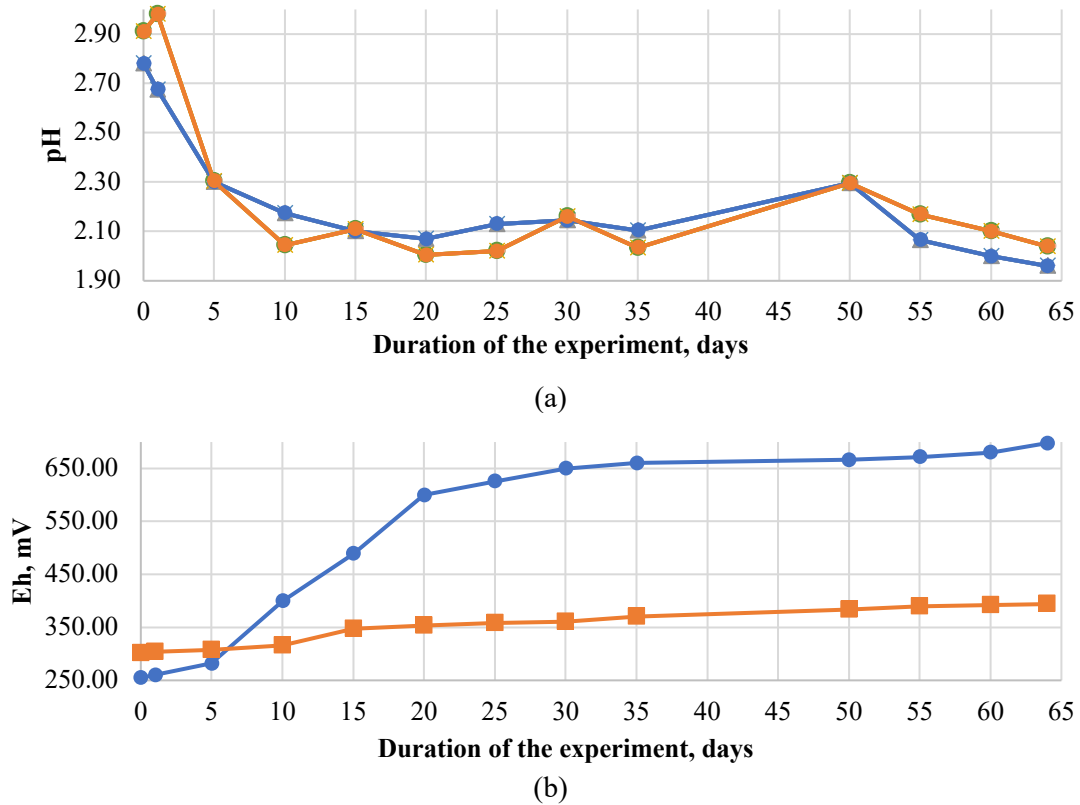 2.90
2.70
2.50
2.30
2.10
1.90
pH
0 5 10 15 20 25 30 35 40 45 50 55 60 65
Duration of the experiment, days
(a)
650.00
550.00
450.00
350.00
250.00
Eh, mV
0 5 10 15 20 25 30 35 40 45 50 55 60 65
Duration of the experiment, days
(b)